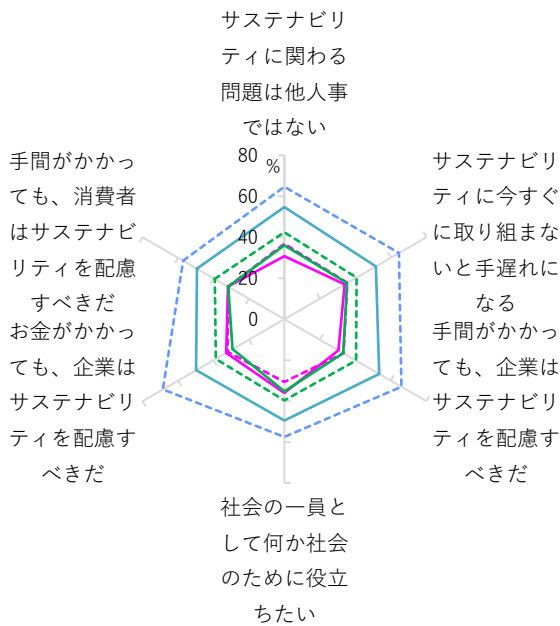 サステナビリ
ティに関わる
問題は他人事
ではない
80
%
60
40
20
0
サステナビリ
ティに今すぐ
に取り組まな
いと手遅れに
なる
手間がかかっ
ても、企業は
サステナビリ
ティを配慮す
べきだ
社会の一員と
して何か社会
のために役立
ちたい
お金がかかっ
ても、企業は
サステナビリ
ティを配慮す
べきだ
手間がかかっ
ても、消費者
はサステナビ
リティを配慮
すべきだ